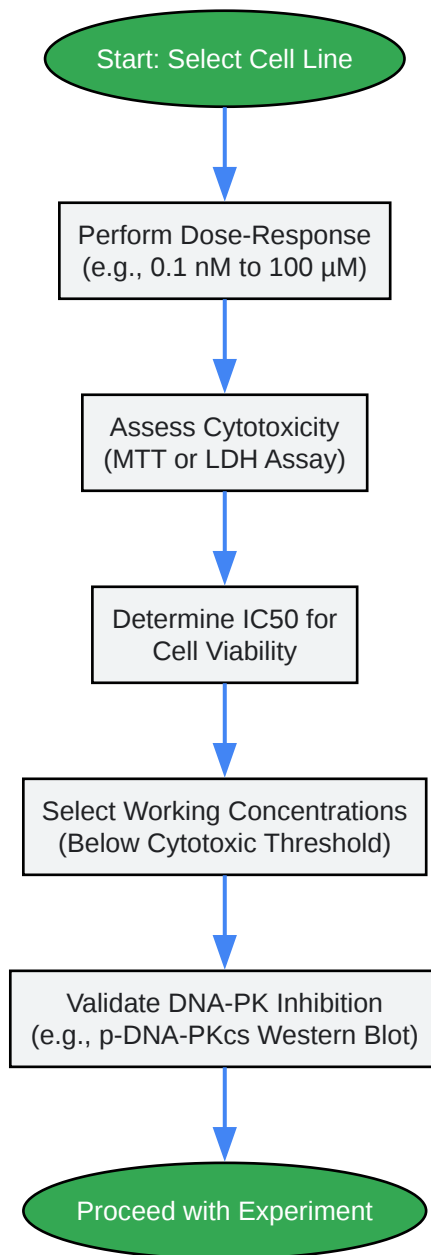 Start: Select Cell Line
Perform Dose-Response
(e.g., 0.1 nM to 100 µM)
Assess Cytotoxicity
(MTT or LDH Assay)
Determine IC50 for
Cell Viability
Select Working Concentrations
(Below Cytotoxic Threshold)
Validate DNA-PK Inhibition
(e.g., p-DNA-PKcs Western Blot)
Proceed with Experiment